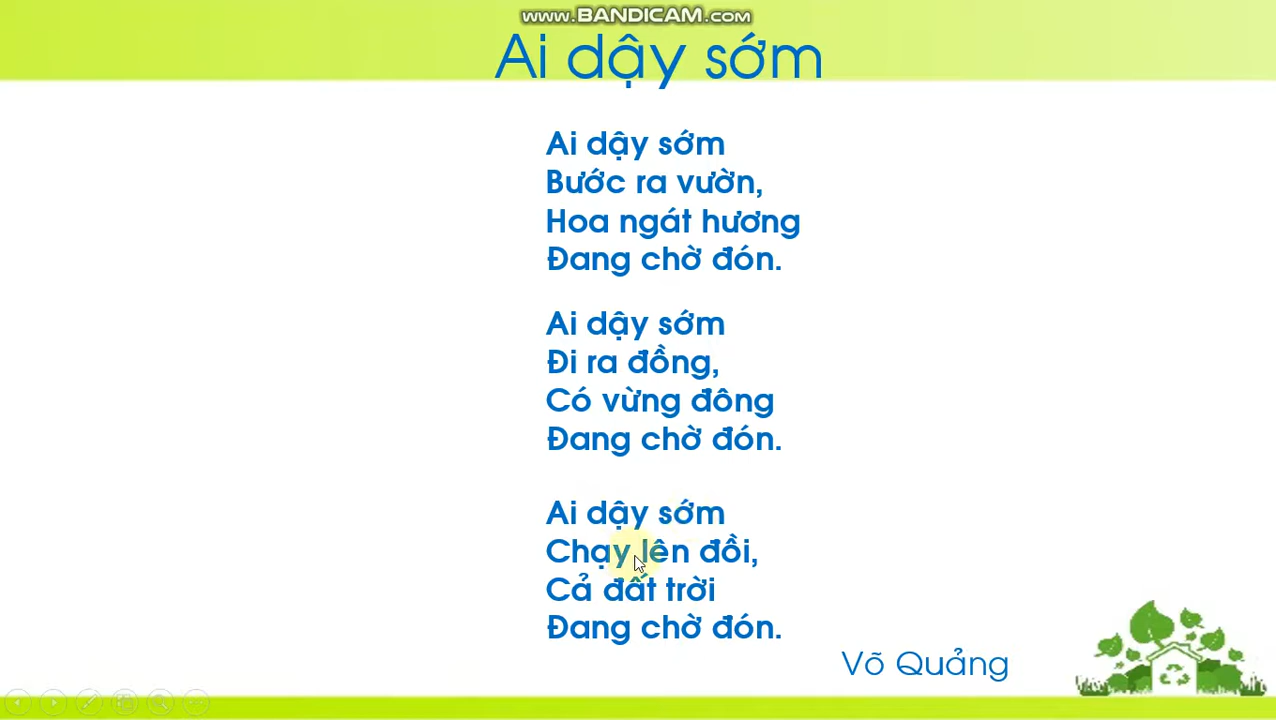 www.BANDICAM.com
Ai dậy sớm
Ai dậy sớm
Bước ra vườn,
Hoa ngát hương
Đang chờ đón.
Ai dậy sớm
Đi ra đồng,
Có vừng đông
Đang chờ đón.
Ai dậy sớm
Chạy lên đồi,
Cả đất trời
Đang chờ đón.
Võ Quảng